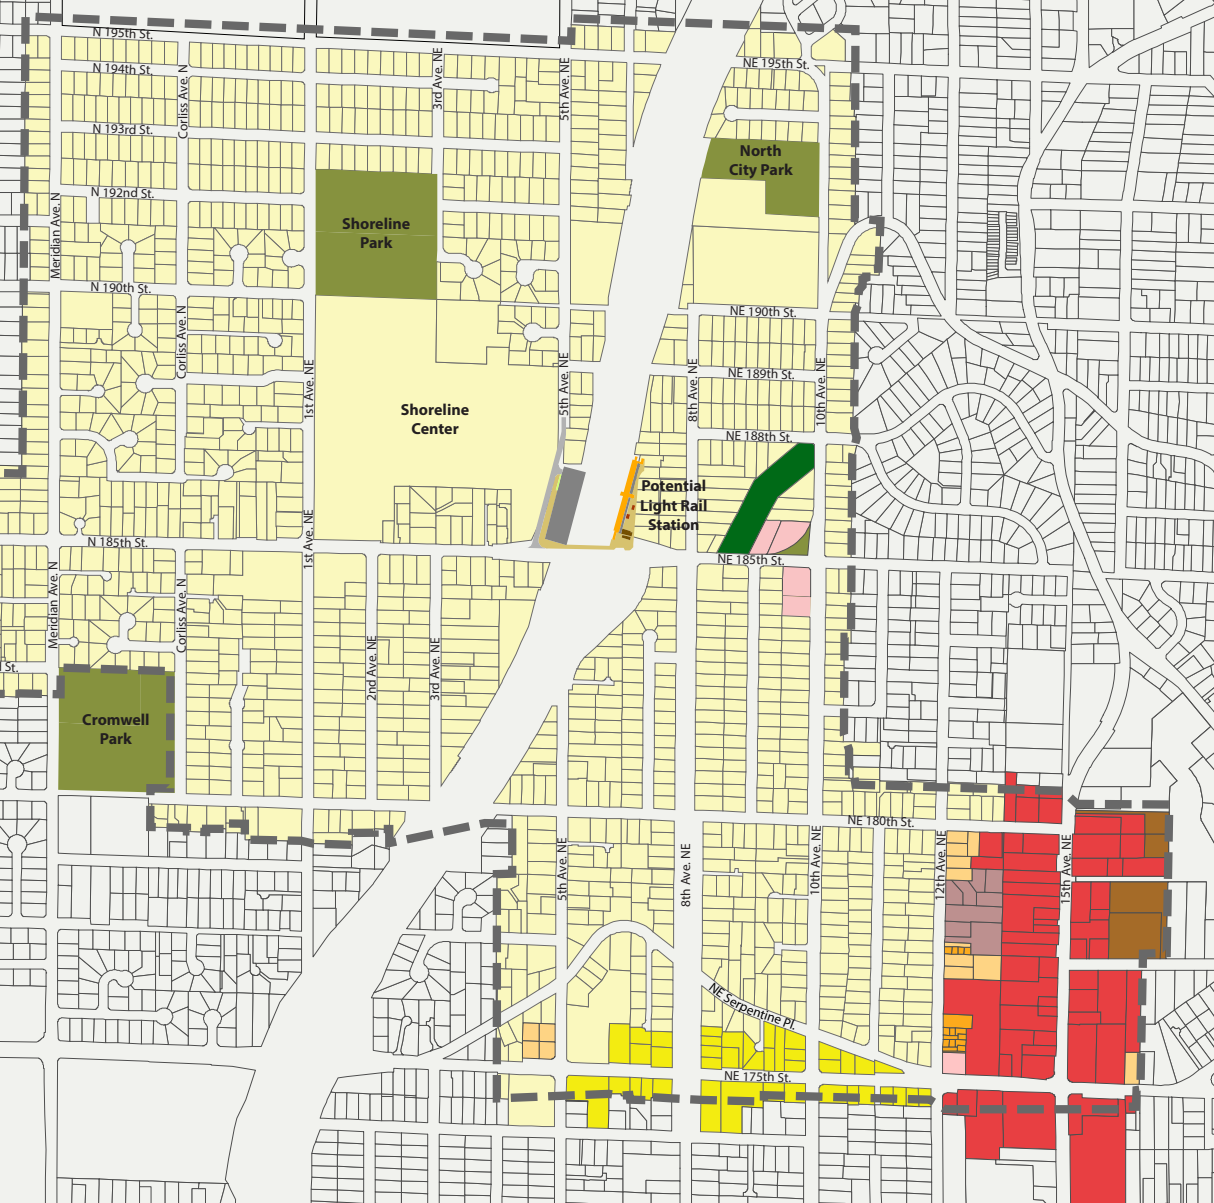 N 195th St.
N 194th St.
N 193rd St.
N 192nd St.
N 190th St.
N 185th St.
l St.
Meridian Ave. N
Meridian Ave. N
Corliss Ave. N
Corliss Ave. N
Corliss Ave. N
1st Ave. NE
1st Ave. NE
2nd Ave. NE
3rd Ave. NE
3rd Ave. NE
5th Ave. NE
5th Ave. NE
5th Ave. NE
8th Ave. NE
8th Ave. NE
10th Ave. NE
10th Ave. NE
12th Ave. NE
15th Ave. NE
NE 195th St.
North
City Park
Shoreline
Park
NE 190th St.
NE 189th St.
Shoreline
Center
NE 188th St.
Potential
Light Rail
Station
NE 185th St.
Cromwell
Park
NE 180th St.
NE Serpentine Pl.
NE 175th St.